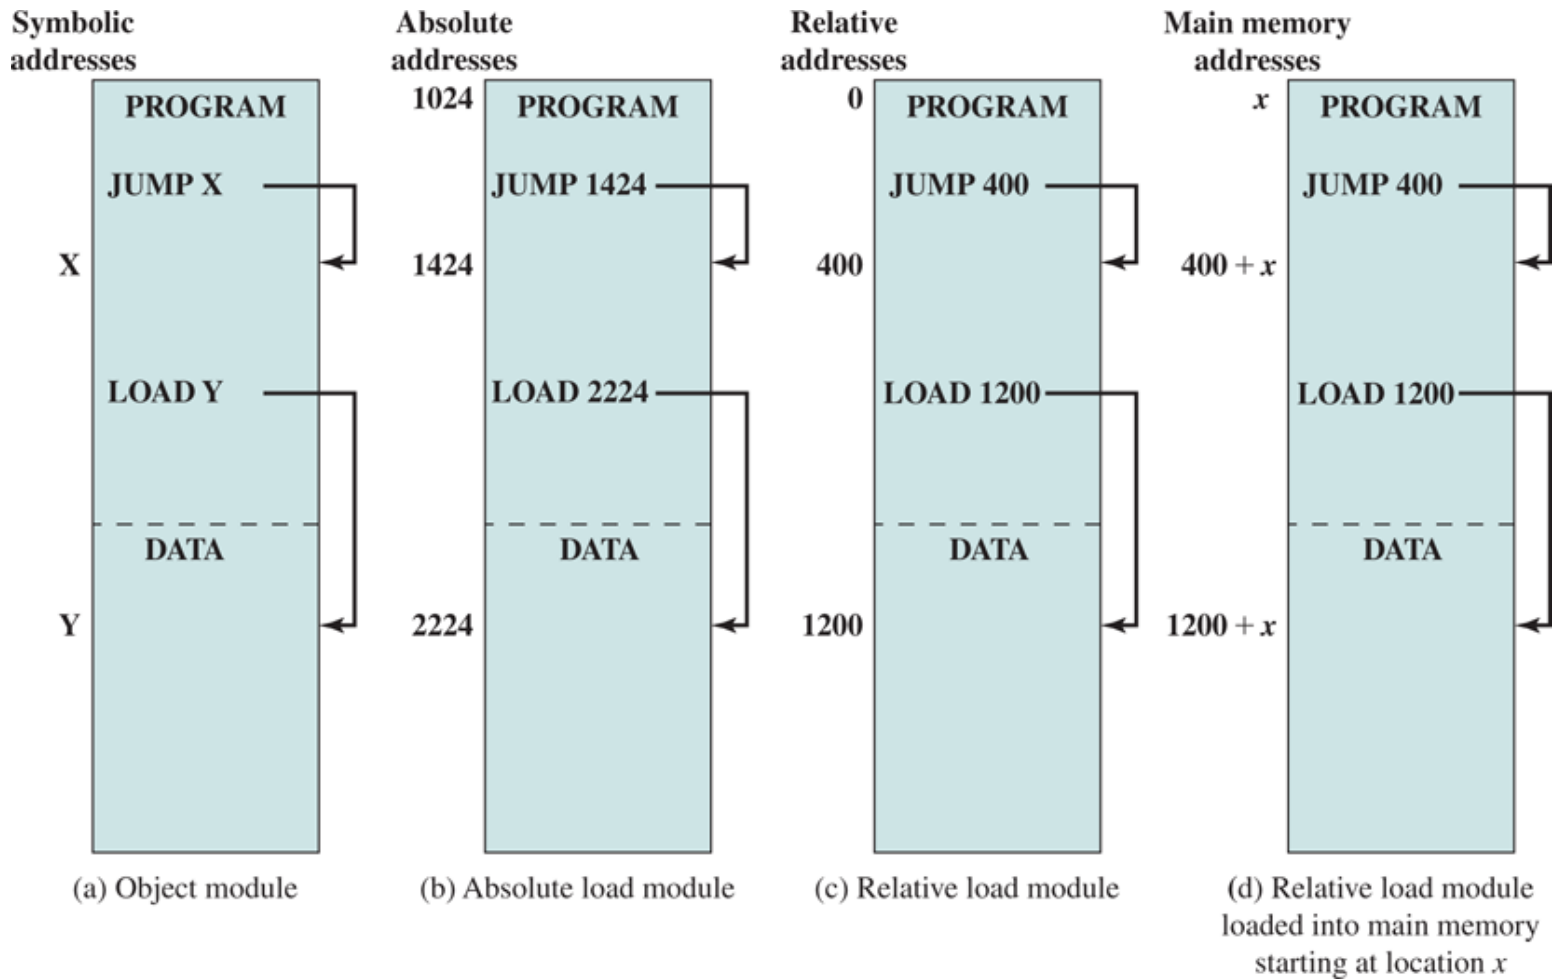 Symbolic
addresses
PROGRAM
JUMP X
X
LOAD Y
DATA
Y
(a) Object module
Absolute
addresses
1024
PROGRAM
JUMP 1424
1424
LOAD 2224
DATA
2224
(b) Absolute load module
Relative
addresses
0
PROGRAM
JUMP 400
400
LOAD 1200
DATA
1200
(c) Relative load module
Main memory
addresses
x
PROGRAM
JUMP 400
400 + x
LOAD 1200
DATA
1200 + x
(d) Relative load module
loaded into main memory
starting at location x